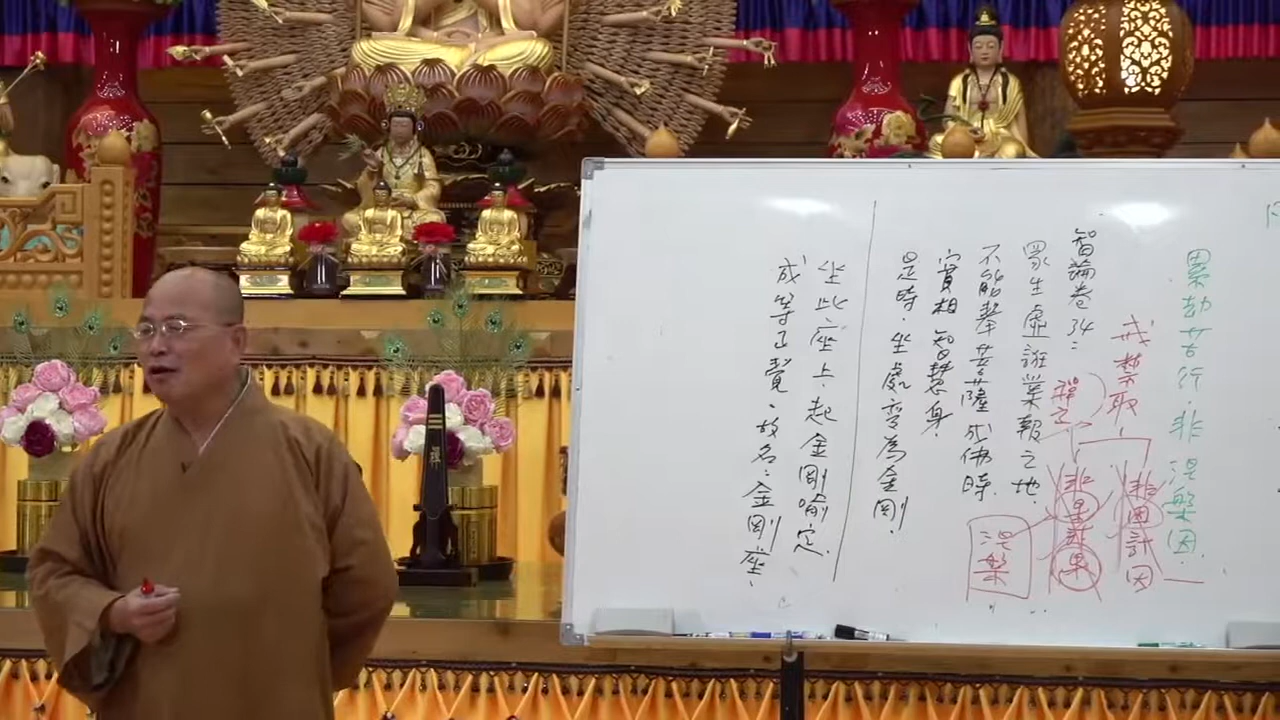 累劫苦行．非涅槃因．
戒禁取
非因計因
非果計果
禪定
涅槃
智論卷34：
眾生虛誑業報之地．
不能舉菩薩成佛時．
實相智慧身．
是時．坐處變為金剛．
坐此座上．起金剛喻定．
成等正覺．故名：金剛座．
禪